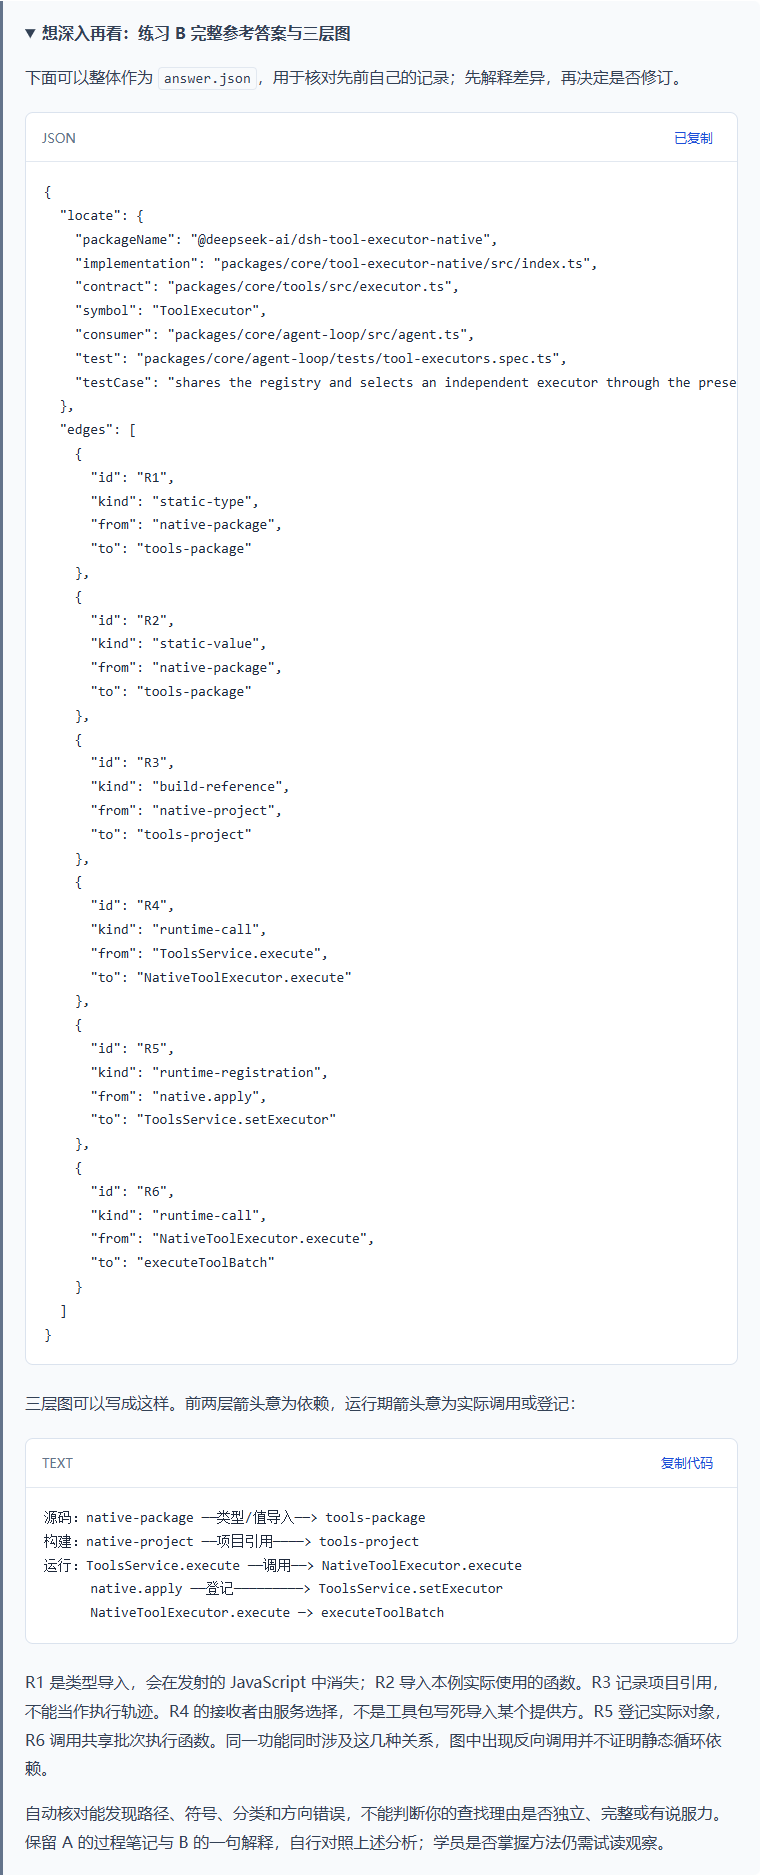 ▼ 想深入再看：练习 B 完整参考答案与三层图
下面可以整体作为 answer.json，用于核对先前自己的记录；先解释差异，再决定是否修订。
JSON 已复制
{
  "locate": {
    "packageName": "@deepseek-ai/dsh-tool-executor-native",
    "implementation": "packages/core/tool-executor-native/src/index.ts",
    "contract": "packages/core/tools/src/executor.ts",
    "symbol": "ToolExecutor",
    "consumer": "packages/core/agent-loop/src/agent.ts",
    "test": "packages/core/agent-loop/tests/tool-executors.spec.ts",
    "testCase": "shares the registry and selects an independent executor through the prese
  },
  "edges": [
    {
      "id": "R1",
      "kind": "static-type",
      "from": "native-package",
      "to": "tools-package"
    },
    {
      "id": "R2",
      "kind": "static-value",
      "from": "native-package",
      "to": "tools-package"
    },
    {
      "id": "R3",
      "kind": "build-reference",
      "from": "native-project",
      "to": "tools-project"
    },
    {
      "id": "R4",
      "kind": "runtime-call",
      "from": "ToolsService.execute",
      "to": "NativeToolExecutor.execute"
    },
    {
      "id": "R5",
      "kind": "runtime-registration",
      "from": "native.apply",
      "to": "ToolsService.setExecutor"
    },
    {
      "id": "R6",
      "kind": "runtime-call",
      "from": "NativeToolExecutor.execute",
      "to": "executeToolBatch"
    }
  ]
}
三层图可以写成这样。前两层箭头意为依赖，运行期箭头意为实际调用或登记：
TEXT 复制代码
源码：native-package ──类型/值导入──> tools-package
构建：native-project ──项目引用────> tools-project
运行：ToolsService.execute ──调用──> NativeToolExecutor.execute
      native.apply ──登记─────────> ToolsService.setExecutor
      NativeToolExecutor.execute ─> executeToolBatch
R1 是类型导入，会在发射的 JavaScript 中消失；R2 导入本例实际使用的函数。R3 记录项目引用，
不能当作执行轨迹。R4 的接收者由服务选择，不是工具包写死导入某个提供方。R5 登记实际对象，
R6 调用共享批次执行函数。同一功能同时涉及这几种关系，图中出现反向调用并不证明静态循环依
赖。
自动核对能发现路径、符号、分类和方向错误，不能判断你的查找理由是否独立、完整或有说服力。
保留 A 的过程笔记与 B 的一句解释，自行对照上述分析；学员是否掌握方法仍需试读观察。